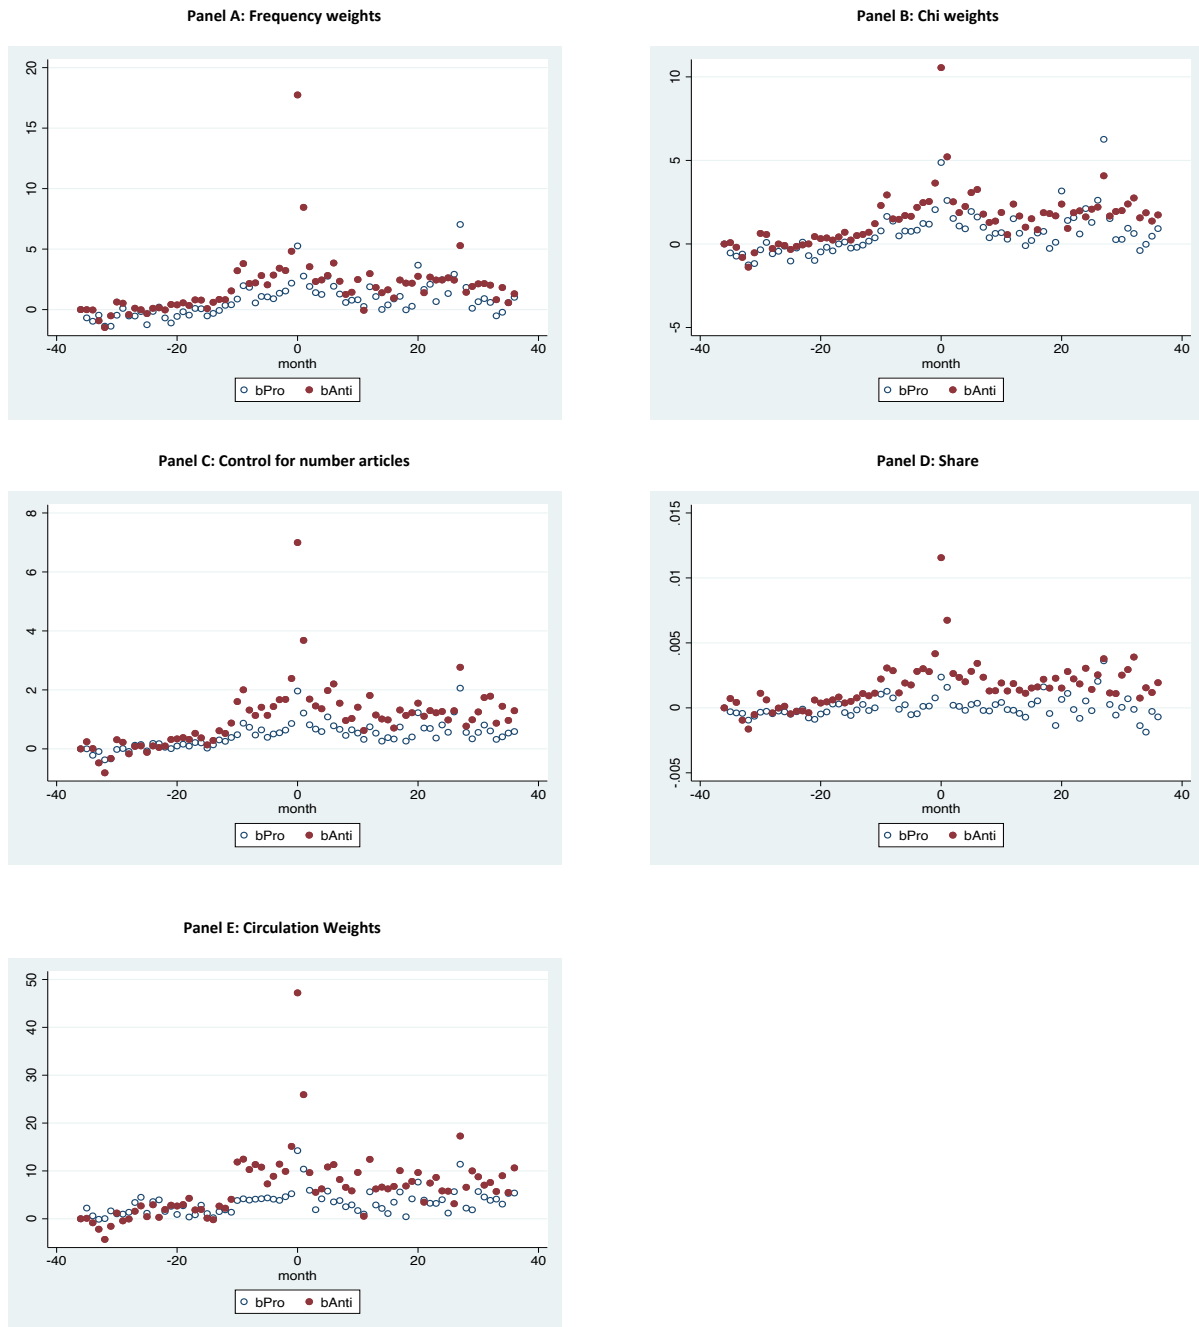 Panel A: Frequency weights
20
15
10
5
0
-40 -20 0 20 40
month
bPro bAnti
Panel B: Chi weights
10
5
0
-5
-40 -20 0 20 40
month
bPro bAnti
Panel C: Control for number articles
8
6
4
2
0
-40 -20 0 20 40
month
bPro bAnti
Panel D: Share
.015
.01
.005
0
-.005
-40 -20 0 20 40
month
bPro bAnti
Panel E: Circulation Weights
50
40
30
20
10
0
-40 -20 0 20 40
month
bPro bAnti